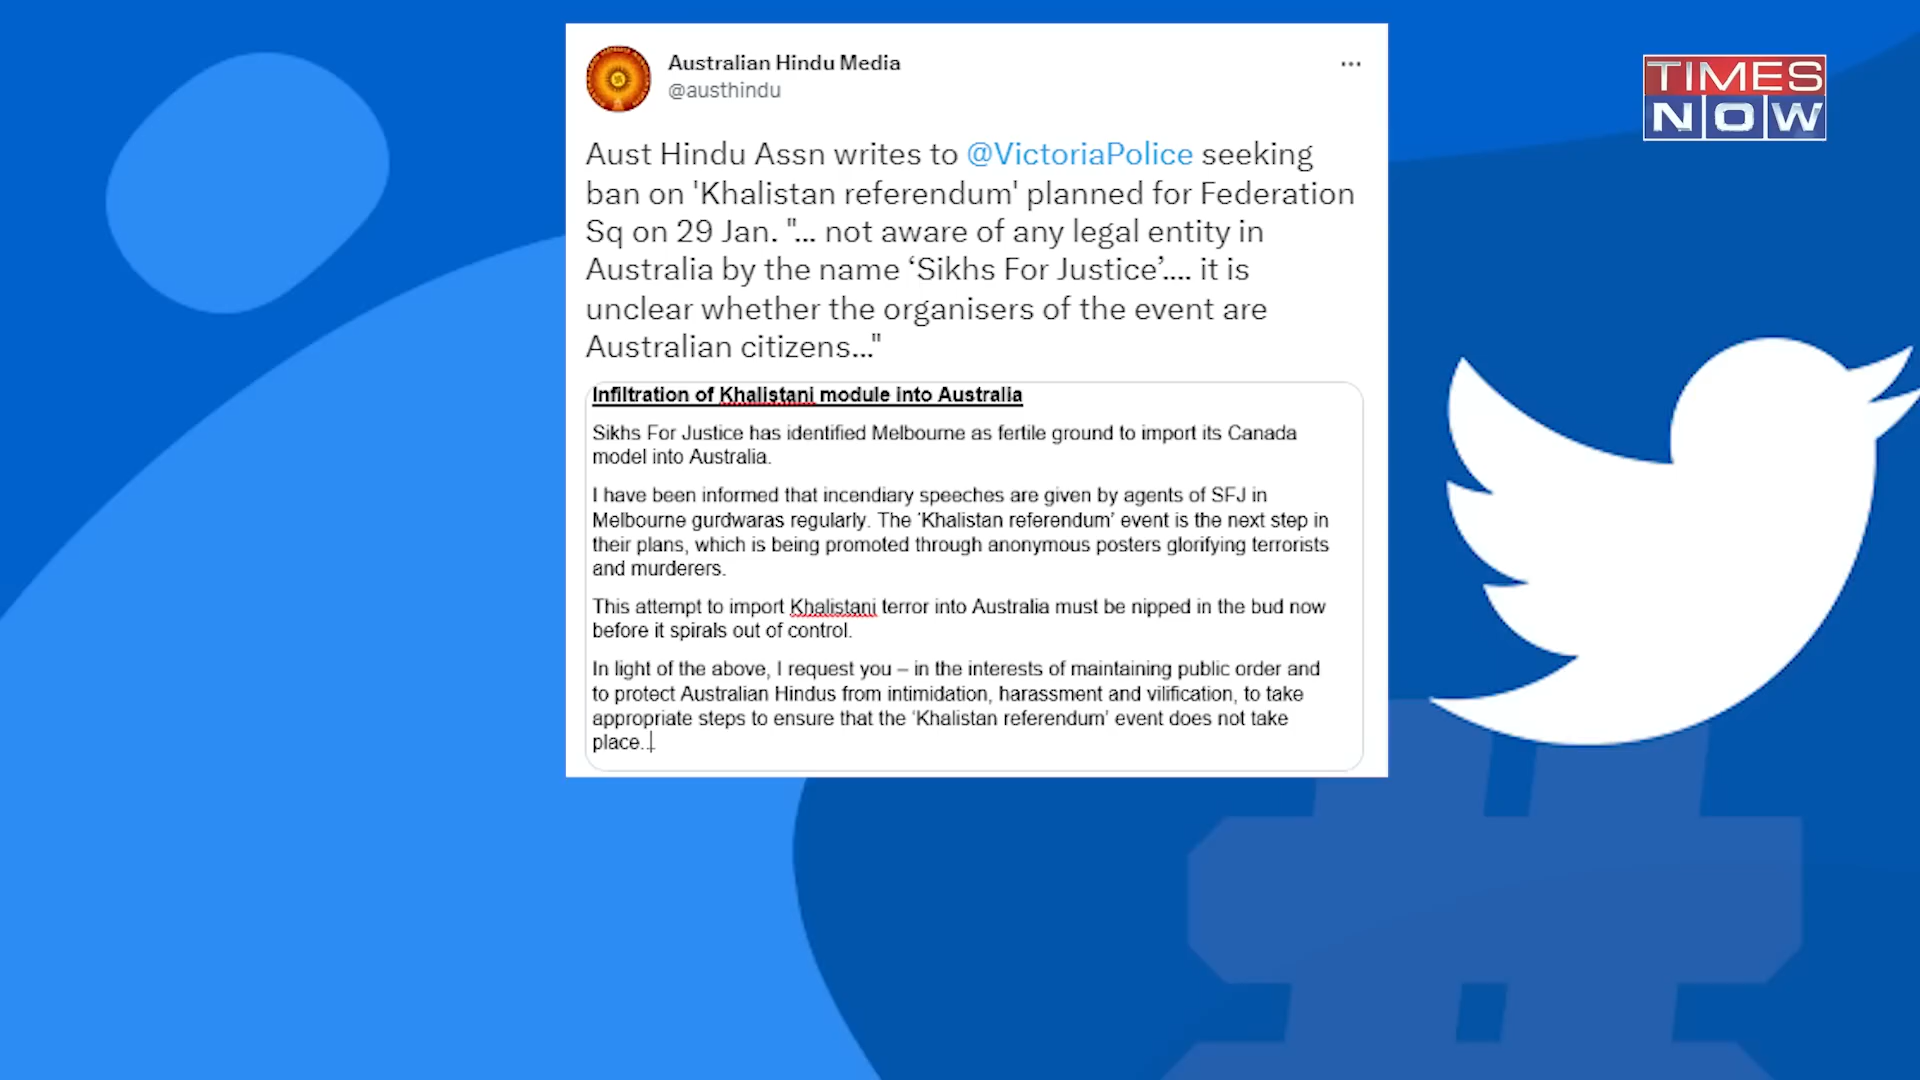 Australian Hindu Media
@austhindu
TIMES
NOW
Aust Hindu Assn writes to @VictoriaPolice seeking
ban on 'Khalistan referendum' planned for Federation
Sq on 29 Jan. "... not aware of any legal entity in
Australia by the name ‘Sikhs For Justice’.... it is
unclear whether the organisers of the event are
Australian citizens..."
Infiltration of Khalistani module into Australia
Sikhs For Justice has identified Melbourne as fertile ground to import its Canada
model into Australia.
I have been informed that incendiary speeches are given by agents of SFJ in
Melbourne gurdwaras regularly. The ‘Khalistan referendum’ event is the next step in
their plans, which is being promoted through anonymous posters glorifying terrorists
and murderers.
This attempt to import Khalistani terror into Australia must be nipped in the bud now
before it spirals out of control.
In light of the above, I request you – in the interests of maintaining public order and
to protect Australian Hindus from intimidation, harassment and vilification, to take
appropriate steps to ensure that the ‘Khalistan referendum’ event does not take
place..